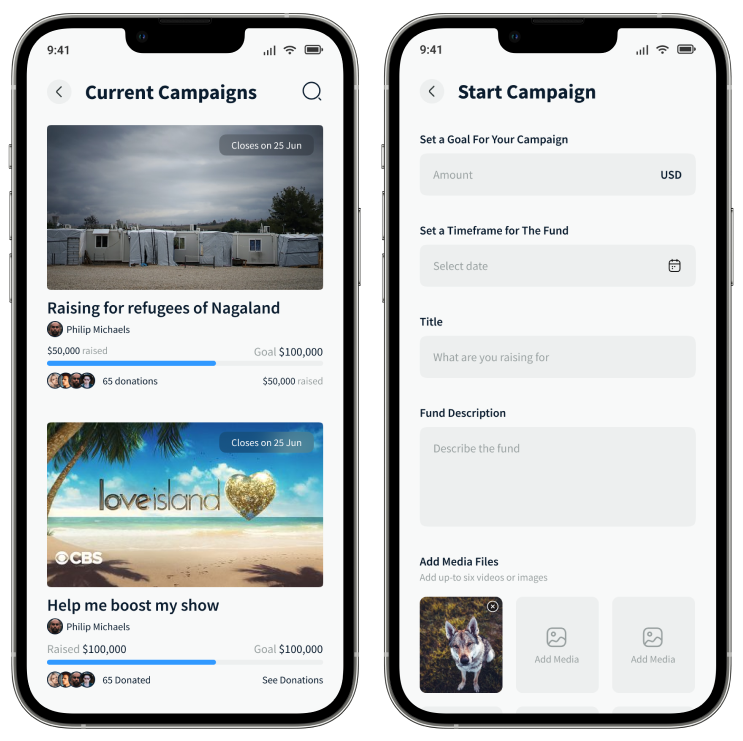 9:41
Current Campaigns
Closes on 25 Jun
Raising for refugees of Nagaland
Philip Michaels
$50,000 raised
Goal $100,000
65 donations
$50,000 raised
Closes on 25 Jun
loveisland
CBS
Help me boost my show
Philip Michaels
Raised $100,000
Goal $100,000
65 Donated
See Donations
9:41
Start Campaign
Set a Goal For Your Campaign
Amount
USD
Set a Timeframe for The Fund
Select date
Title
What are you raising for
Fund Description
Describe the fund
Add Media Files
Add up-to six videos or images
Add Media
Add Media